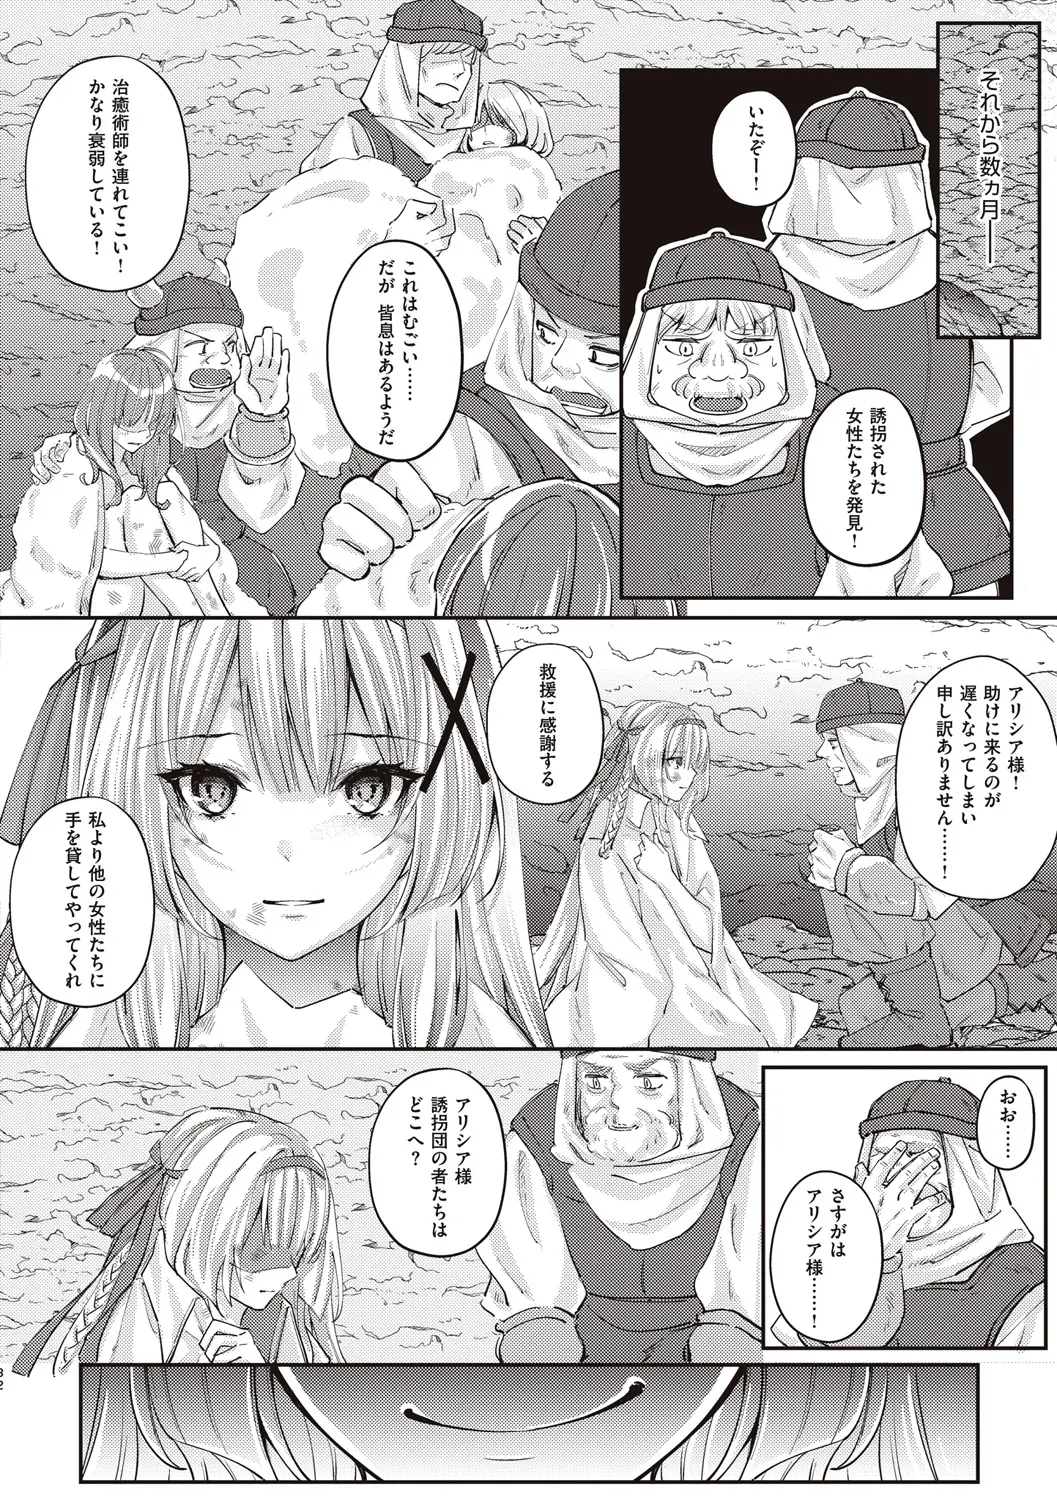 それから数ヵ月――
いたぞー！
誘拐された
女性たちを発見！
これはむごい……
だが 皆息はあるようだ
治癒術師を連れてこい！
かなり衰弱している！
アリシア様！
助けに来るのが
遅くなってしまい
申し訳ありません………！
救援に感謝する
私より他の女性たちに
手を貸してやってくれ
おお……
さすがは
アリシア様………！
アリシア様
誘拐団の者たちは
どこへ？
32